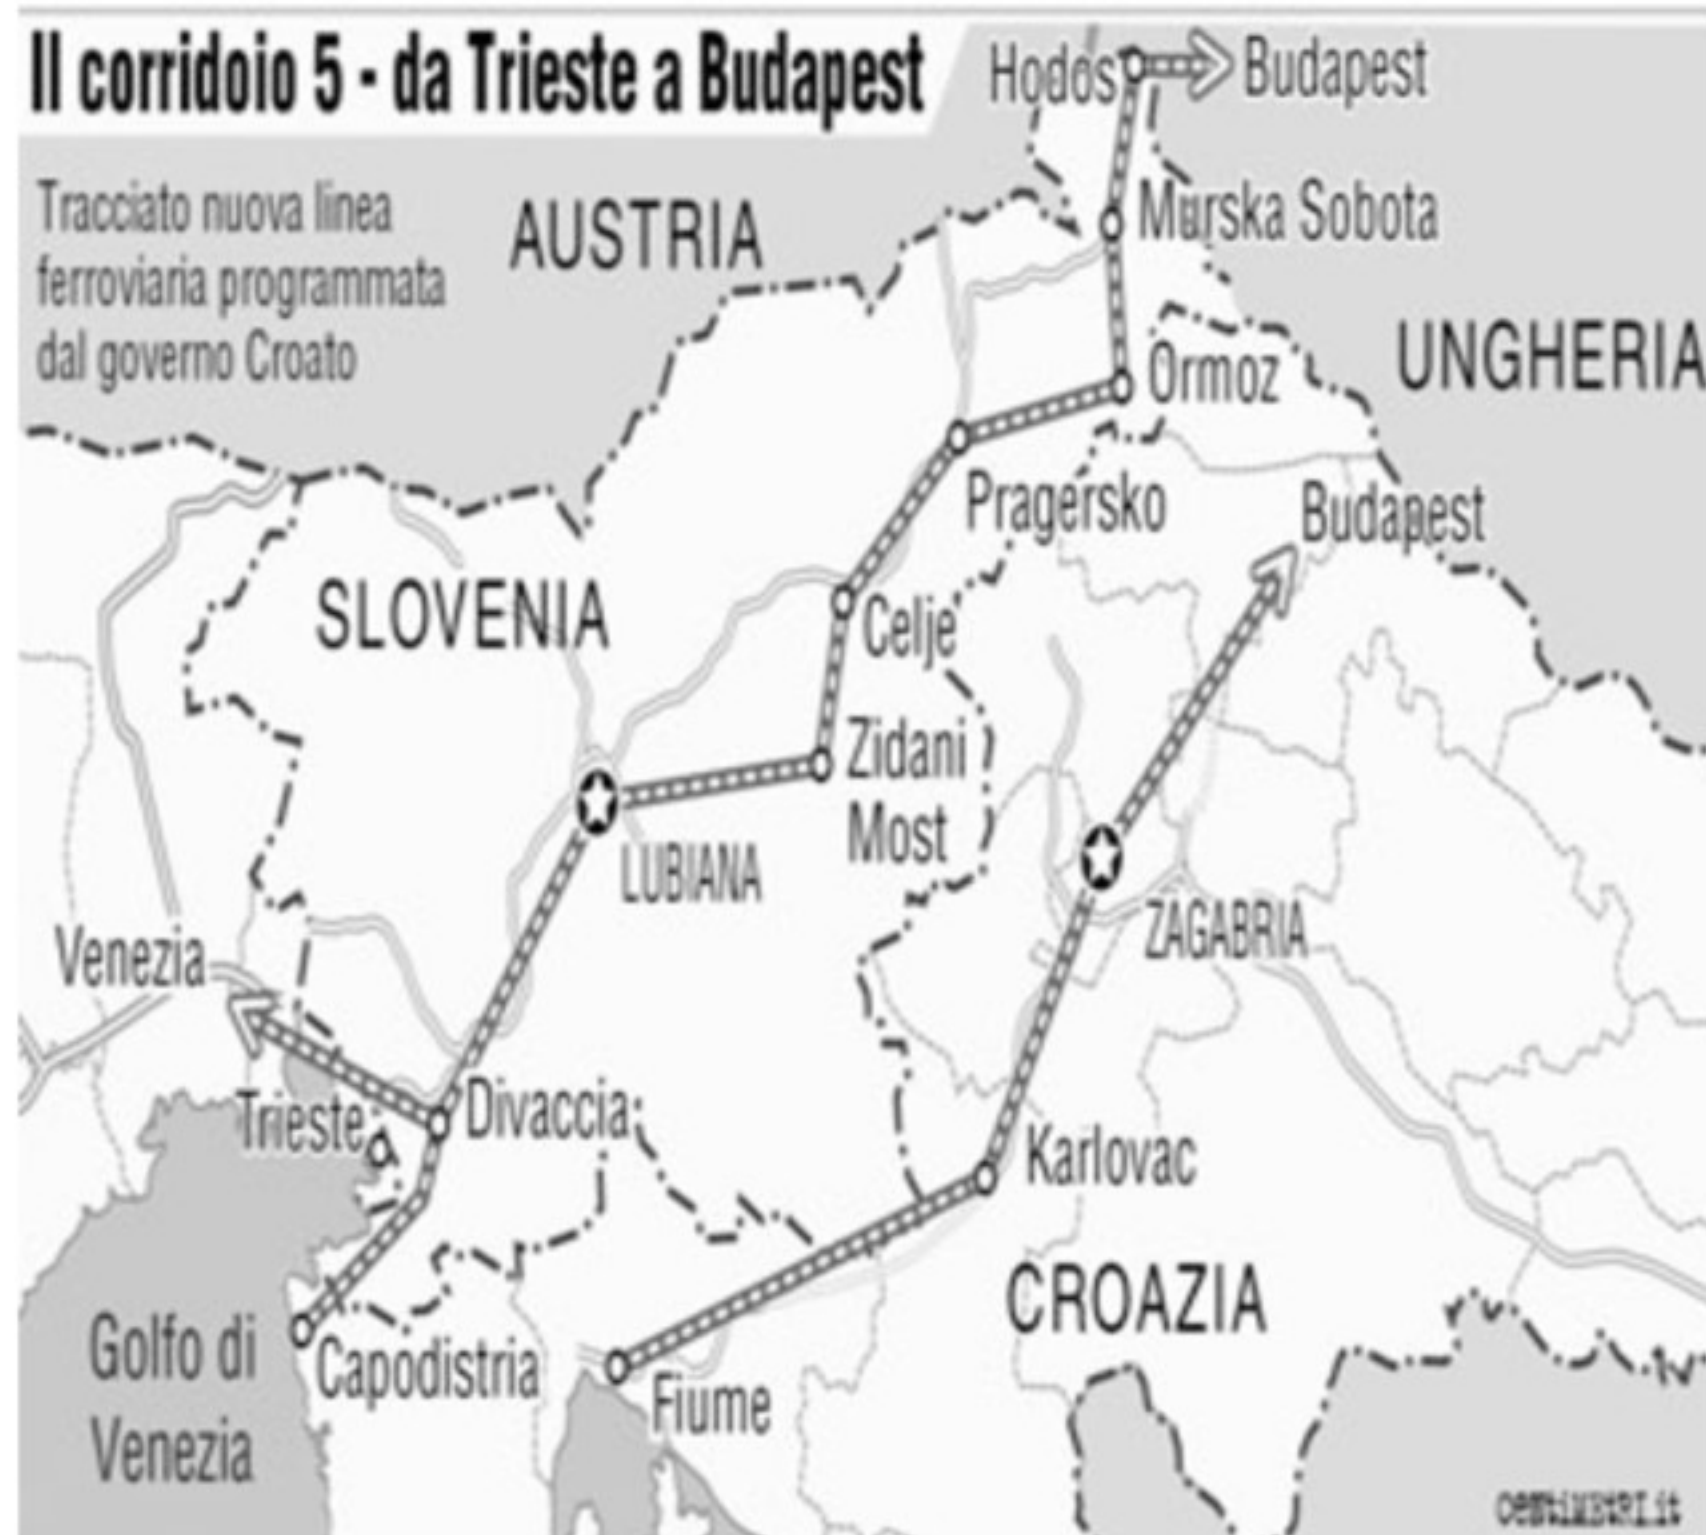 Il corridoio 5 - da Trieste a Budapest
Hodos
Budapest
Tracciato nuova linea
ferroviaria programmata
dal governo Croato
AUSTRIA
Murska Sobota
UNGHERIA
Ormoz
Pragersko
Budapest
SLOVENIA
Celje
Zidani
Most
LUBIANA
ZAGABRIA
Venezia
Trieste
Divaccia
Karlovac
CROAZIA
Golfo di
Venezia
Capodistria
Fiume
centimetri.it